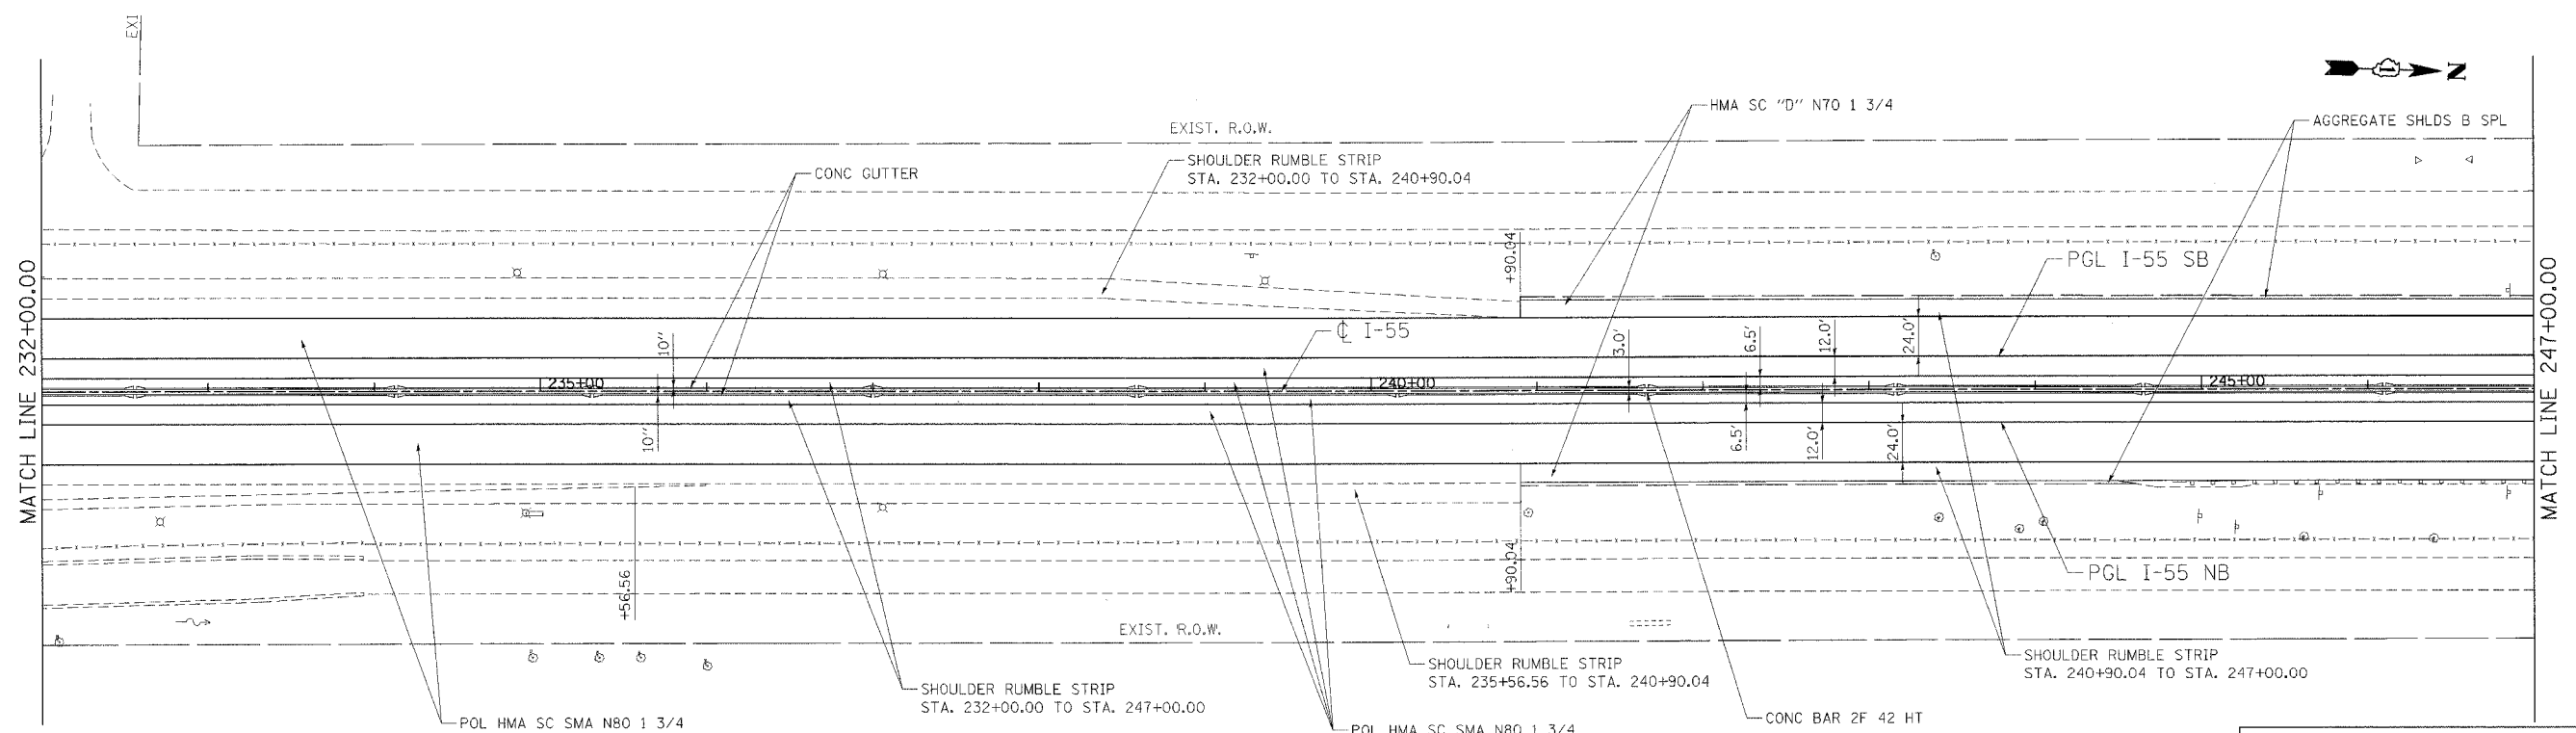 EXI
N
HMA SC "D" N70 1 3/4
AGGREGATE SHLDS B SPL
EXIST. R.O.W.
SHOULDER RUMBLE STRIP
STA. 232+00.00 TO STA. 240+90.04
CONC GUTTER
+90.04
PGL I-55 SB
MATCH LINE 232+00.00
MATCH LINE 247+00.00
℄ I-55
10"
3.0'
6.5'
12.0'
24.0'
235+00
240+00
245+00
10"
6.5'
12.0'
24.0'
+56.56
+90.04
PGL I-55 NB
EXIST. R.O.W.
SHOULDER RUMBLE STRIP
STA. 232+00.00 TO STA. 247+00.00
SHOULDER RUMBLE STRIP
STA. 235+56.56 TO STA. 240+90.04
SHOULDER RUMBLE STRIP
STA. 240+90.04 TO STA. 247+00.00
POL HMA SC SMA N80 1 3/4
POL HMA SC SMA N80 1 3/4
CONC BAR 2F 42 HT